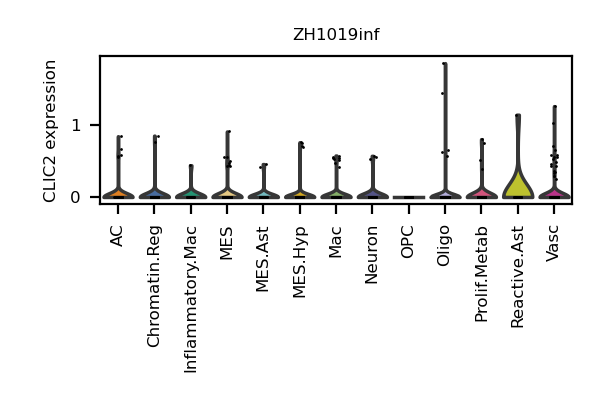 ZH1019inf
CLIC2 expression
1
0
AC
Chromatin.Reg
Inflammatory.Mac
MES
MES.Ast
MES.Hyp
Mac
Neuron
OPC
Oligo
Prolif.Metab
Reactive.Ast
Vasc